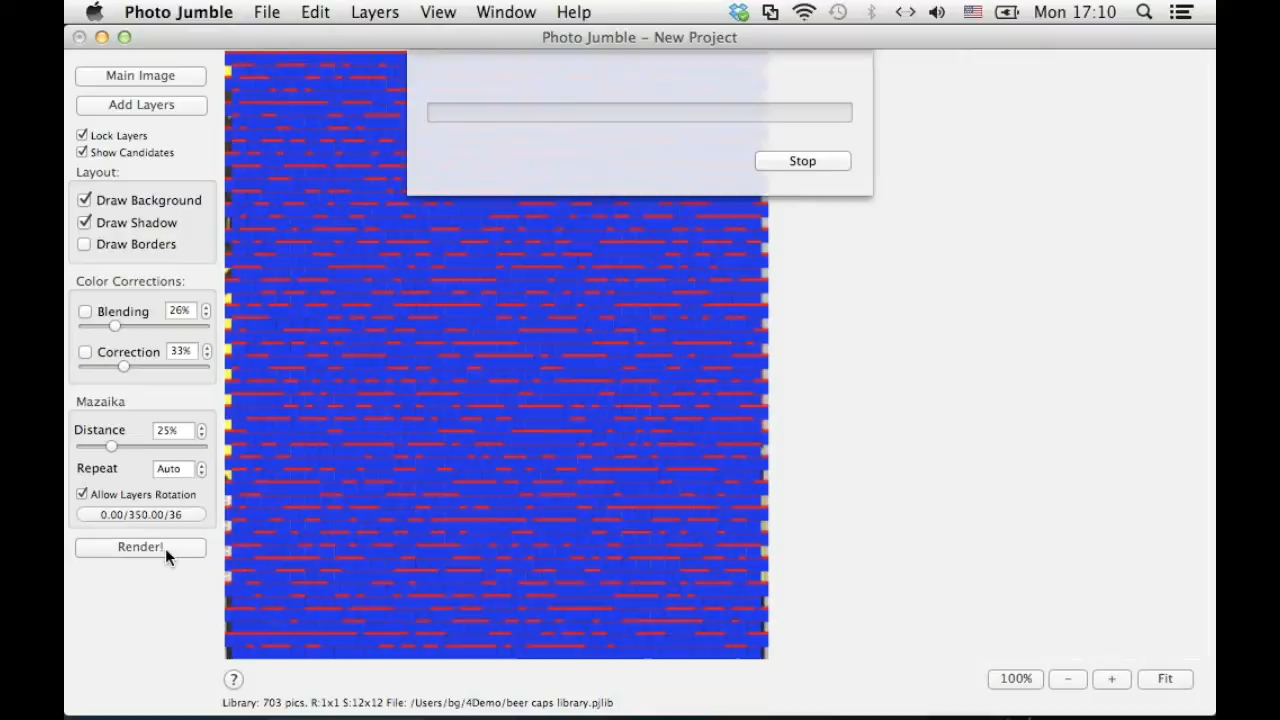 Photo Jumble File Edit Layers View Window Help Mon 17:10
Photo Jumble – New Project
Main Image
Add Layers
Lock Layers
Show Candidates
Layout:
Draw Background
Draw Shadow
Draw Borders
Color Corrections:
Blending 26%
Correction 33%
Mazaika
Distance 25%
Repeat Auto
Allow Layers Rotation
0.00/350.00/36
Render!
Stop
? 100% − + Fit
Library: 703 pics. R:1x1 S:12x12 File: /Users/bg/4Demo/beer caps library.pjlib